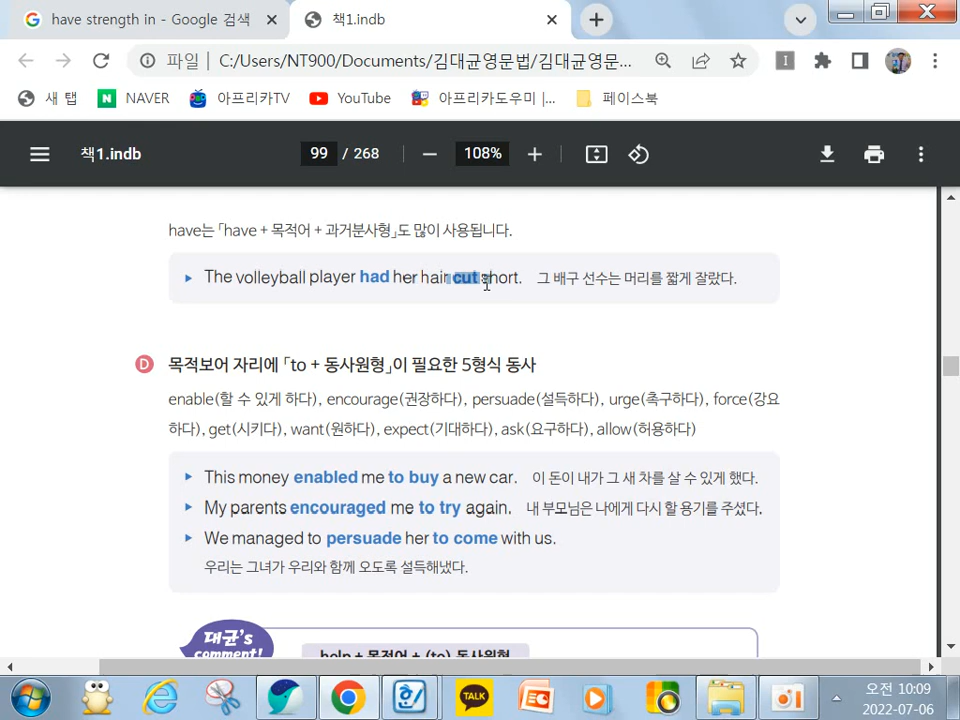 have strength in - Google 검색
책1.indb
파일 | C:/Users/NT900/Documents/김대균영문법/김대균영문...
새 탭 NAVER 아프리카TV YouTube 아프리카도우미 |... 페이스북
책1.indb 99 / 268 108%
have는 「have + 목적어 + 과거분사형」도 많이 사용됩니다.
The volleyball player had her hair cut short. 그 배구 선수는 머리를 짧게 잘랐다.
D 목적보어 자리에 「to + 동사원형」이 필요한 5형식 동사
enable(할 수 있게 하다), encourage(권장하다), persuade(설득하다), urge(촉구하다), force(강요
하다), get(시키다), want(원하다), expect(기대하다), ask(요구하다), allow(허용하다)
This money enabled me to buy a new car. 이 돈이 내가 그 새 차를 살 수 있게 했다.
My parents encouraged me to try again. 내 부모님은 나에게 다시 할 용기를 주셨다.
We managed to persuade her to come with us.
우리는 그녀가 우리와 함께 오도록 설득해냈다.
대균's
comment!
help + 목적어 + (to) 동사원형
TALK
오전 10:09
2022-07-06